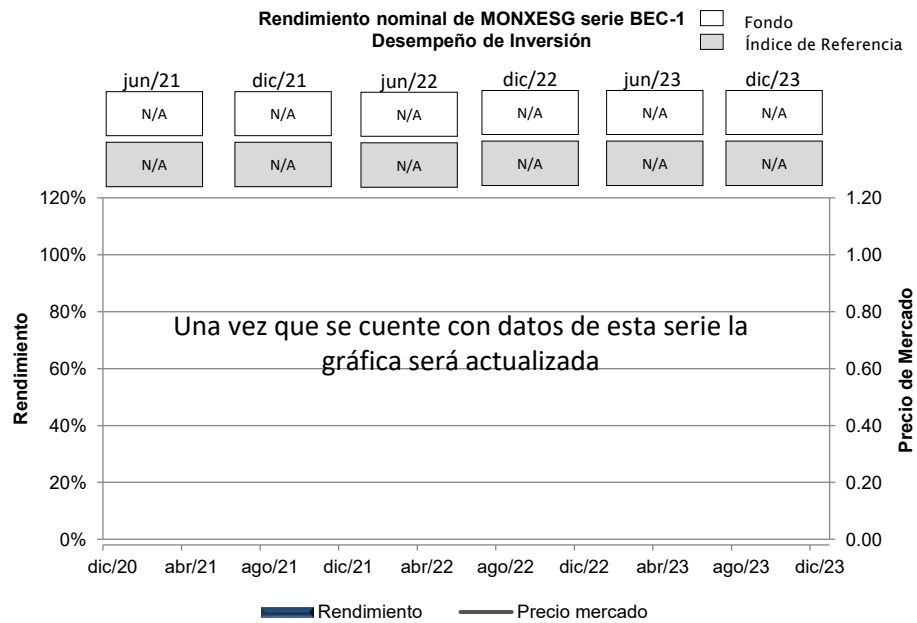 Rendimiento nominal de MONXESG serie BEC-1
Desempeño de Inversión
Fondo
Índice de Referencia
jun/21 dic/21 jun/22 dic/22 jun/23 dic/23
N/A N/A N/A N/A N/A N/A
N/A N/A N/A N/A N/A N/A
120% 1.20
100% 1.00
80% 0.80
60% 0.60
40% 0.40
20% 0.20
0% 0.00
Rendimiento
Precio de Mercado
Una vez que se cuente con datos de esta serie la
gráfica será actualizada
dic/20 abr/21 ago/21 dic/21 abr/22 ago/22 dic/22 abr/23 ago/23 dic/23
Rendimiento Precio mercado